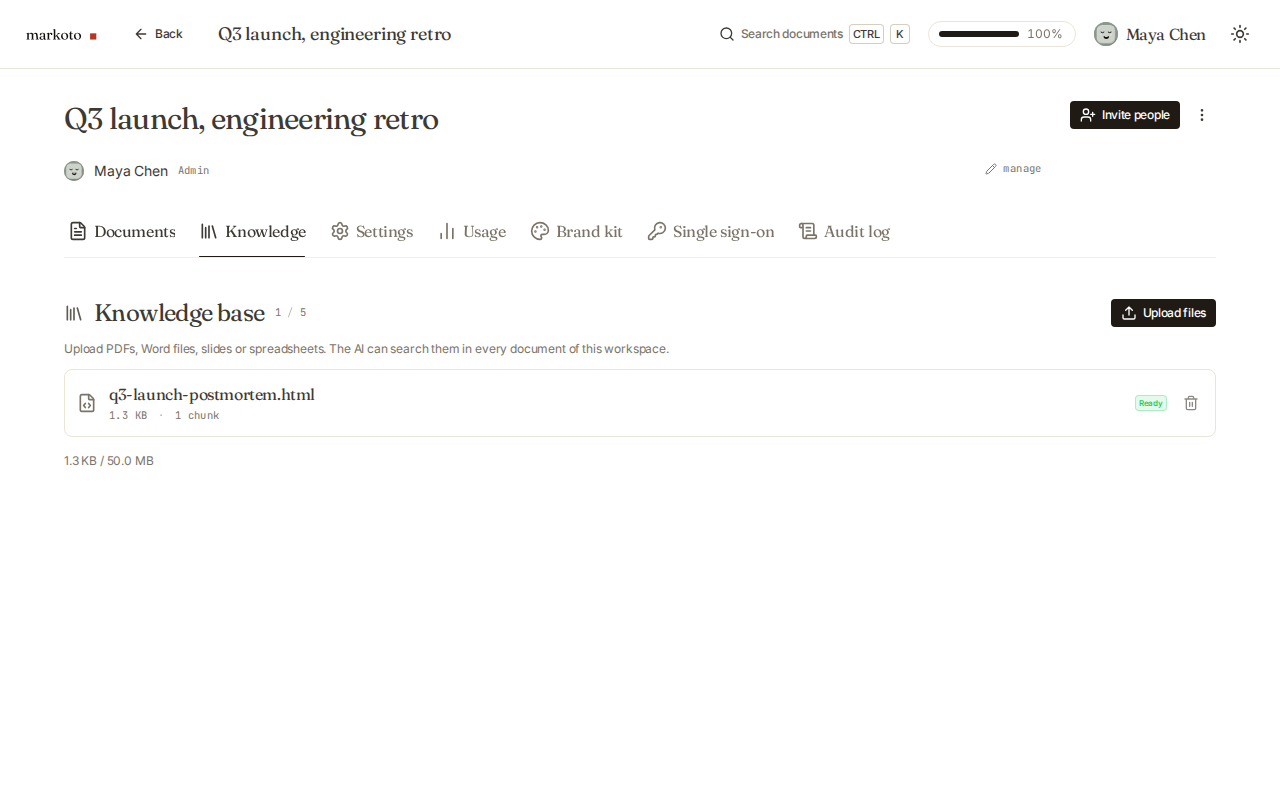 markoto
Back
Q3 launch, engineering retro
Search documents CTRL K
100%
Maya Chen
Q3 launch, engineering retro
Invite people
Maya Chen Admin
manage
Documents Knowledge Settings Usage Brand kit Single sign-on Audit log
Knowledge base 1 / 5
Upload files
Upload PDFs, Word files, slides or spreadsheets. The AI can search them in every document of this workspace.
q3-launch-postmortem.html
1.3 KB · 1 chunk
Ready
1.3 KB / 50.0 MB